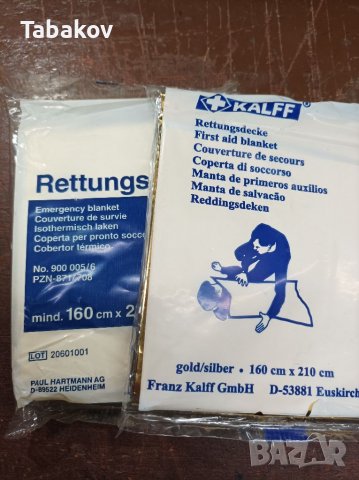 Tabakov
Rettungs
Emergency blanket
Couverture de survie
Isothermisch laken
Coperta per pronto socco
Cobertor térmico
No. 900 005/6
mind. 160 cm x 2
LOT 20601001
PAUL HARTMANN AG
D-89522 HEIDENHEIM
KALFF ®
Rettungsdecke
First aid blanket
Couverture de secours
Coperta di soccorso
Manta de primeros auxilios
Manta de salvação
Reddingsdeken
gold/silber • 160 cm x 210 cm
Franz Kalff GmbH D-53881 Euskirch
bazar